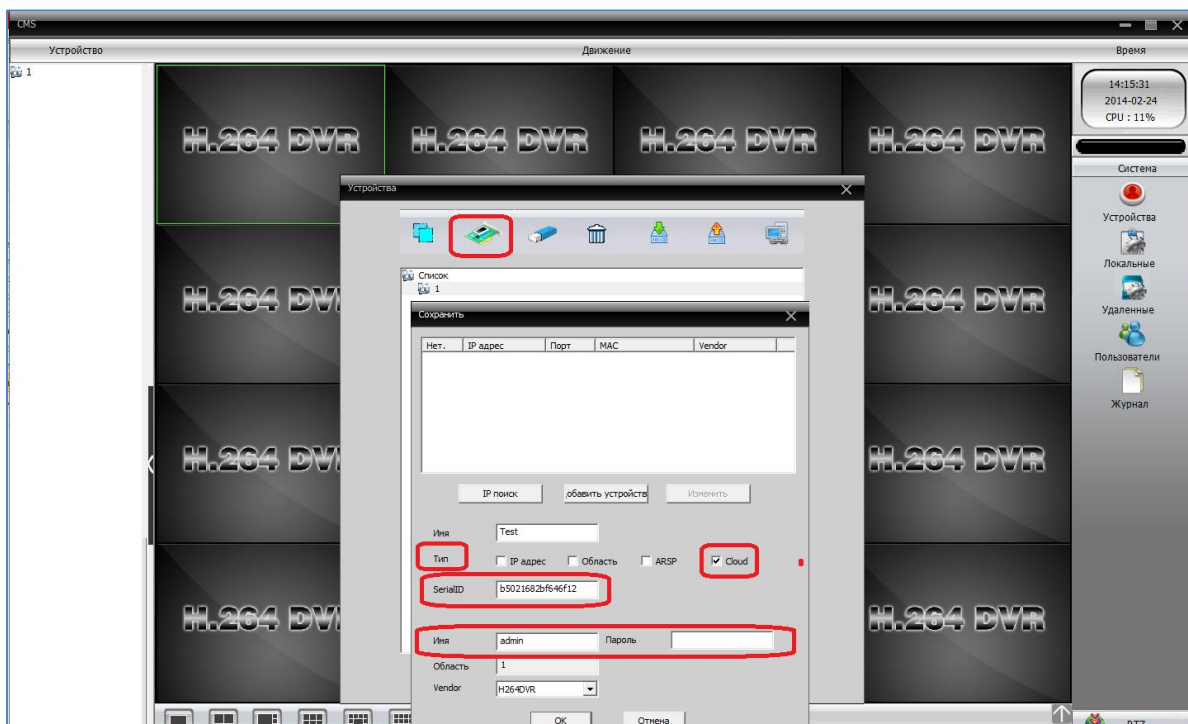 CMS
Устройство Движение Время
1
H.264 DVR H.264 DVR H.264 DVR H.264 DVR
14:15:31
2014-02-24
CPU : 11%
Система
Устройства
Локальные
Удаленные
Пользователи
Журнал
H.264 DV H.264 DVR
H.264 DV H.264 DVR
H.264 DV H.264 DVR
Устройства
Список
1
Сохранить
Нет. IP адрес Порт MAC Vendor
IP поиск обавить устройств Изменить
Имя Test
Тип IP адрес Область ARSP Cloud
SerialID b5021682bf646f12
Имя admin Пароль
Область 1
Vendor H264DVR
OK Отмена
PTZ